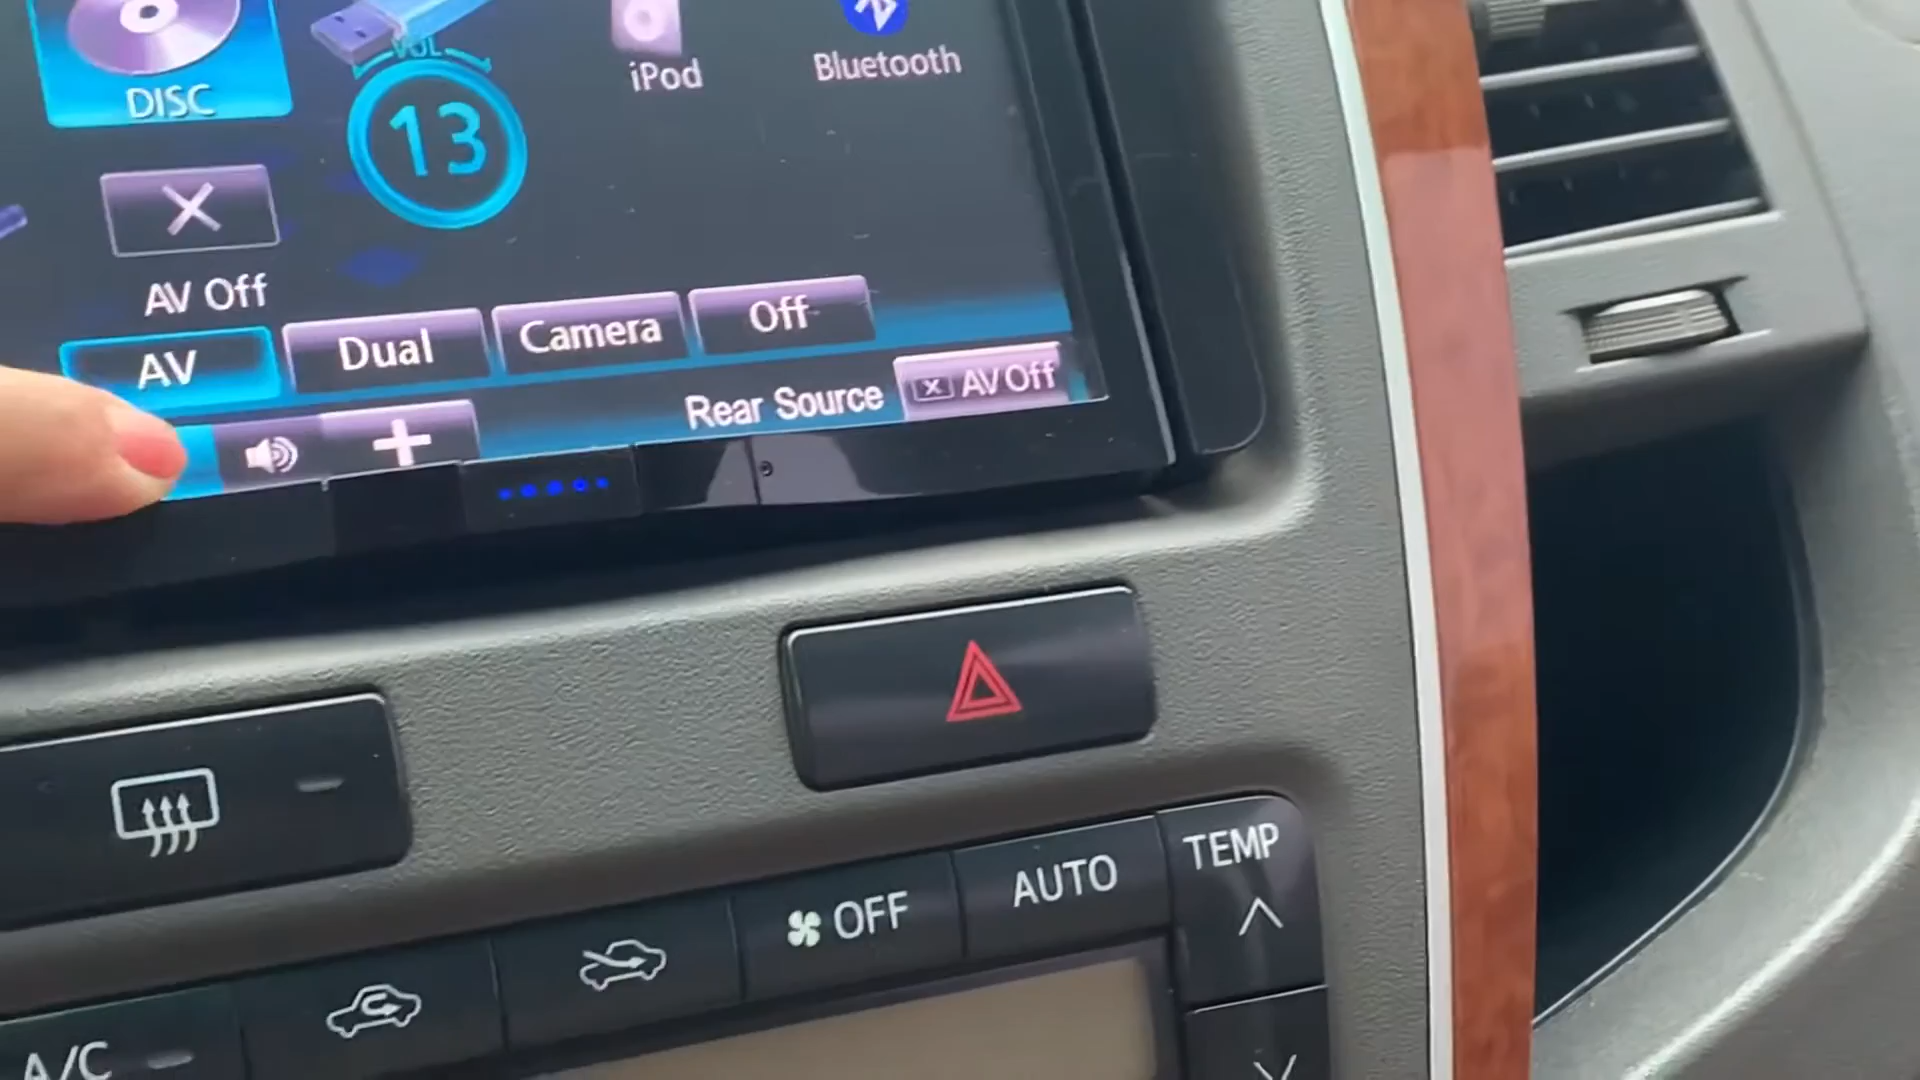 VOL
DISC
13
iPod
Bluetooth
AV Off
AV
Dual
Camera
Off
Rear Source
AV Off
TEMP
OFF
AUTO
A/C